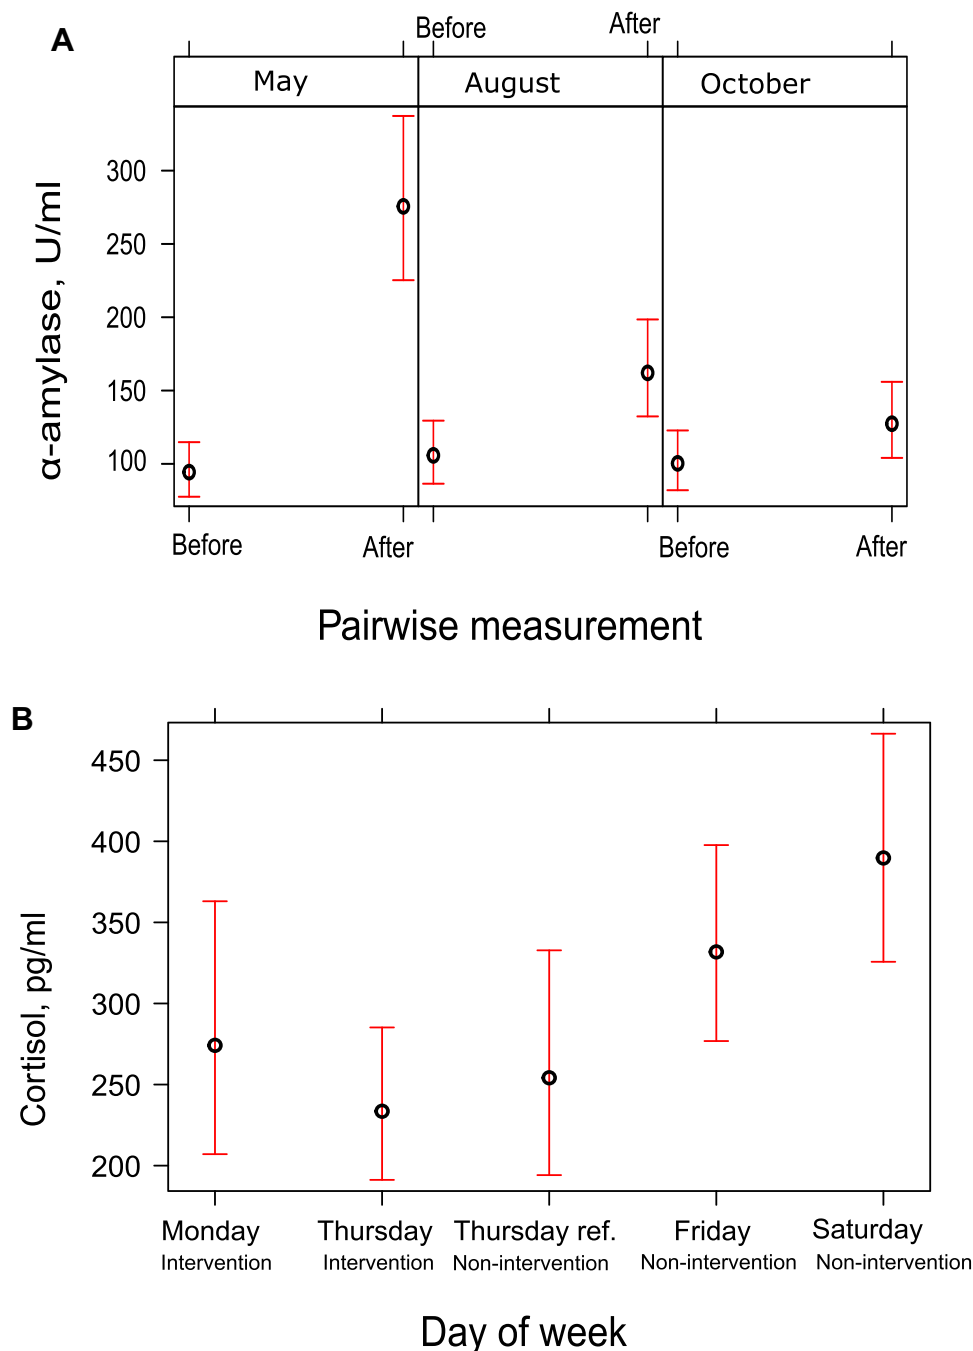 A
Before After
May August October
300
250
200
150
100
α-amylase, U/ml
Before After Before After
Pairwise measurement
B
450
400
350
300
250
200
Cortisol, pg/ml
Monday Thursday Thursday ref. Friday Saturday
Intervention Intervention Non-intervention Non-intervention Non-intervention
Day of week